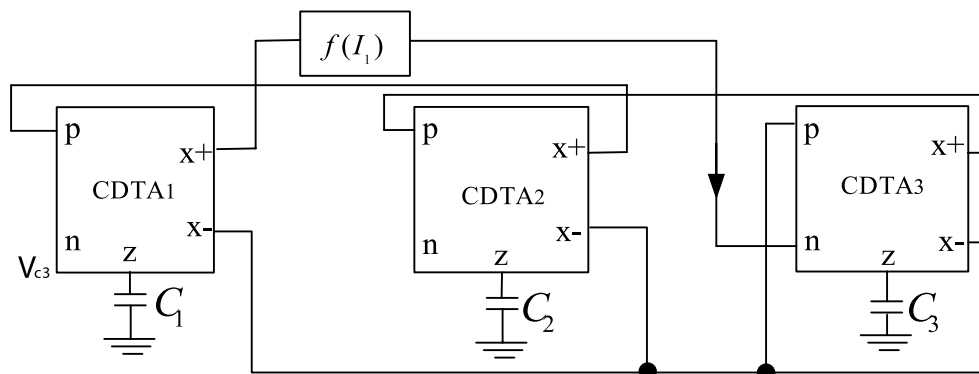 f(I₁)
p
x+
CDTA1
n
x-
z
Vc3
C₁
p
x+
CDTA2
n
x-
z
C₂
p
x+
CDTA3
n
x-
z
C₃